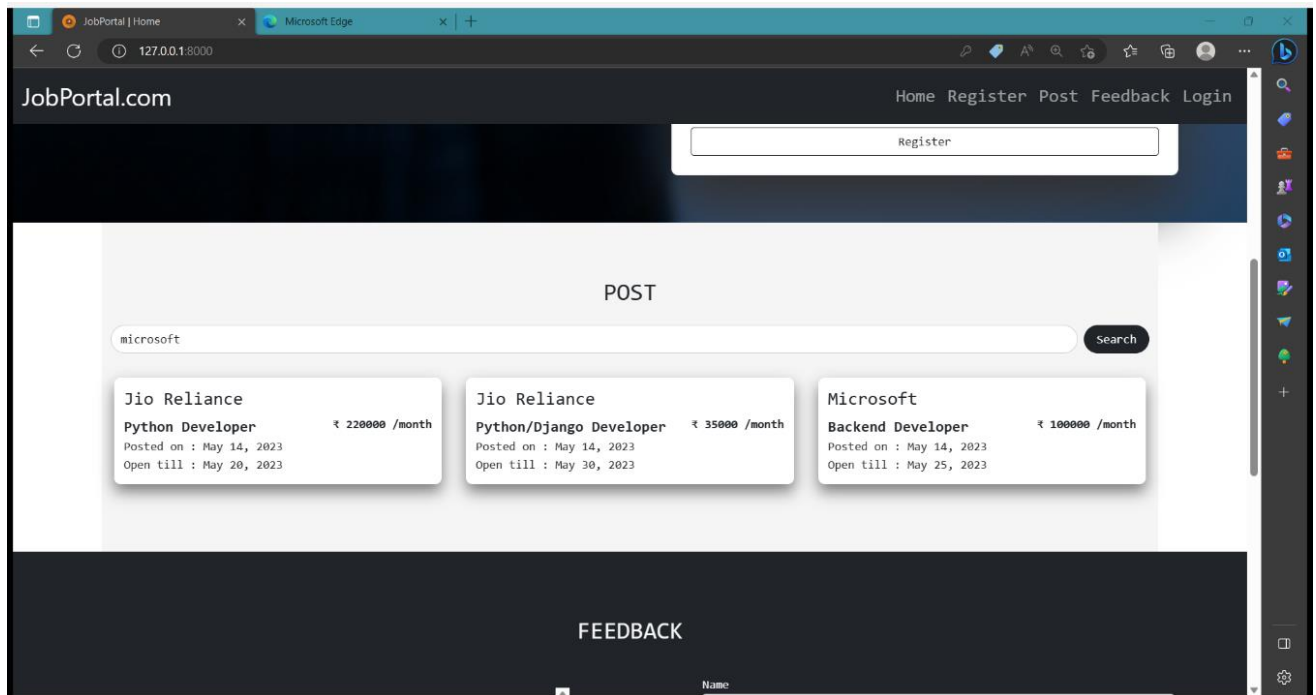 JobPortal | Home
Microsoft Edge
127.0.0.1:8000
JobPortal.com
Home Register Post Feedback Login
Register
POST
microsoft
Search
Jio Reliance
Python Developer ₹ 220000 /month
Posted on : May 14, 2023
Open till : May 20, 2023
Jio Reliance
Python/Django Developer ₹ 35000 /month
Posted on : May 14, 2023
Open till : May 30, 2023
Microsoft
Backend Developer ₹ 100000 /month
Posted on : May 14, 2023
Open till : May 25, 2023
FEEDBACK
Name